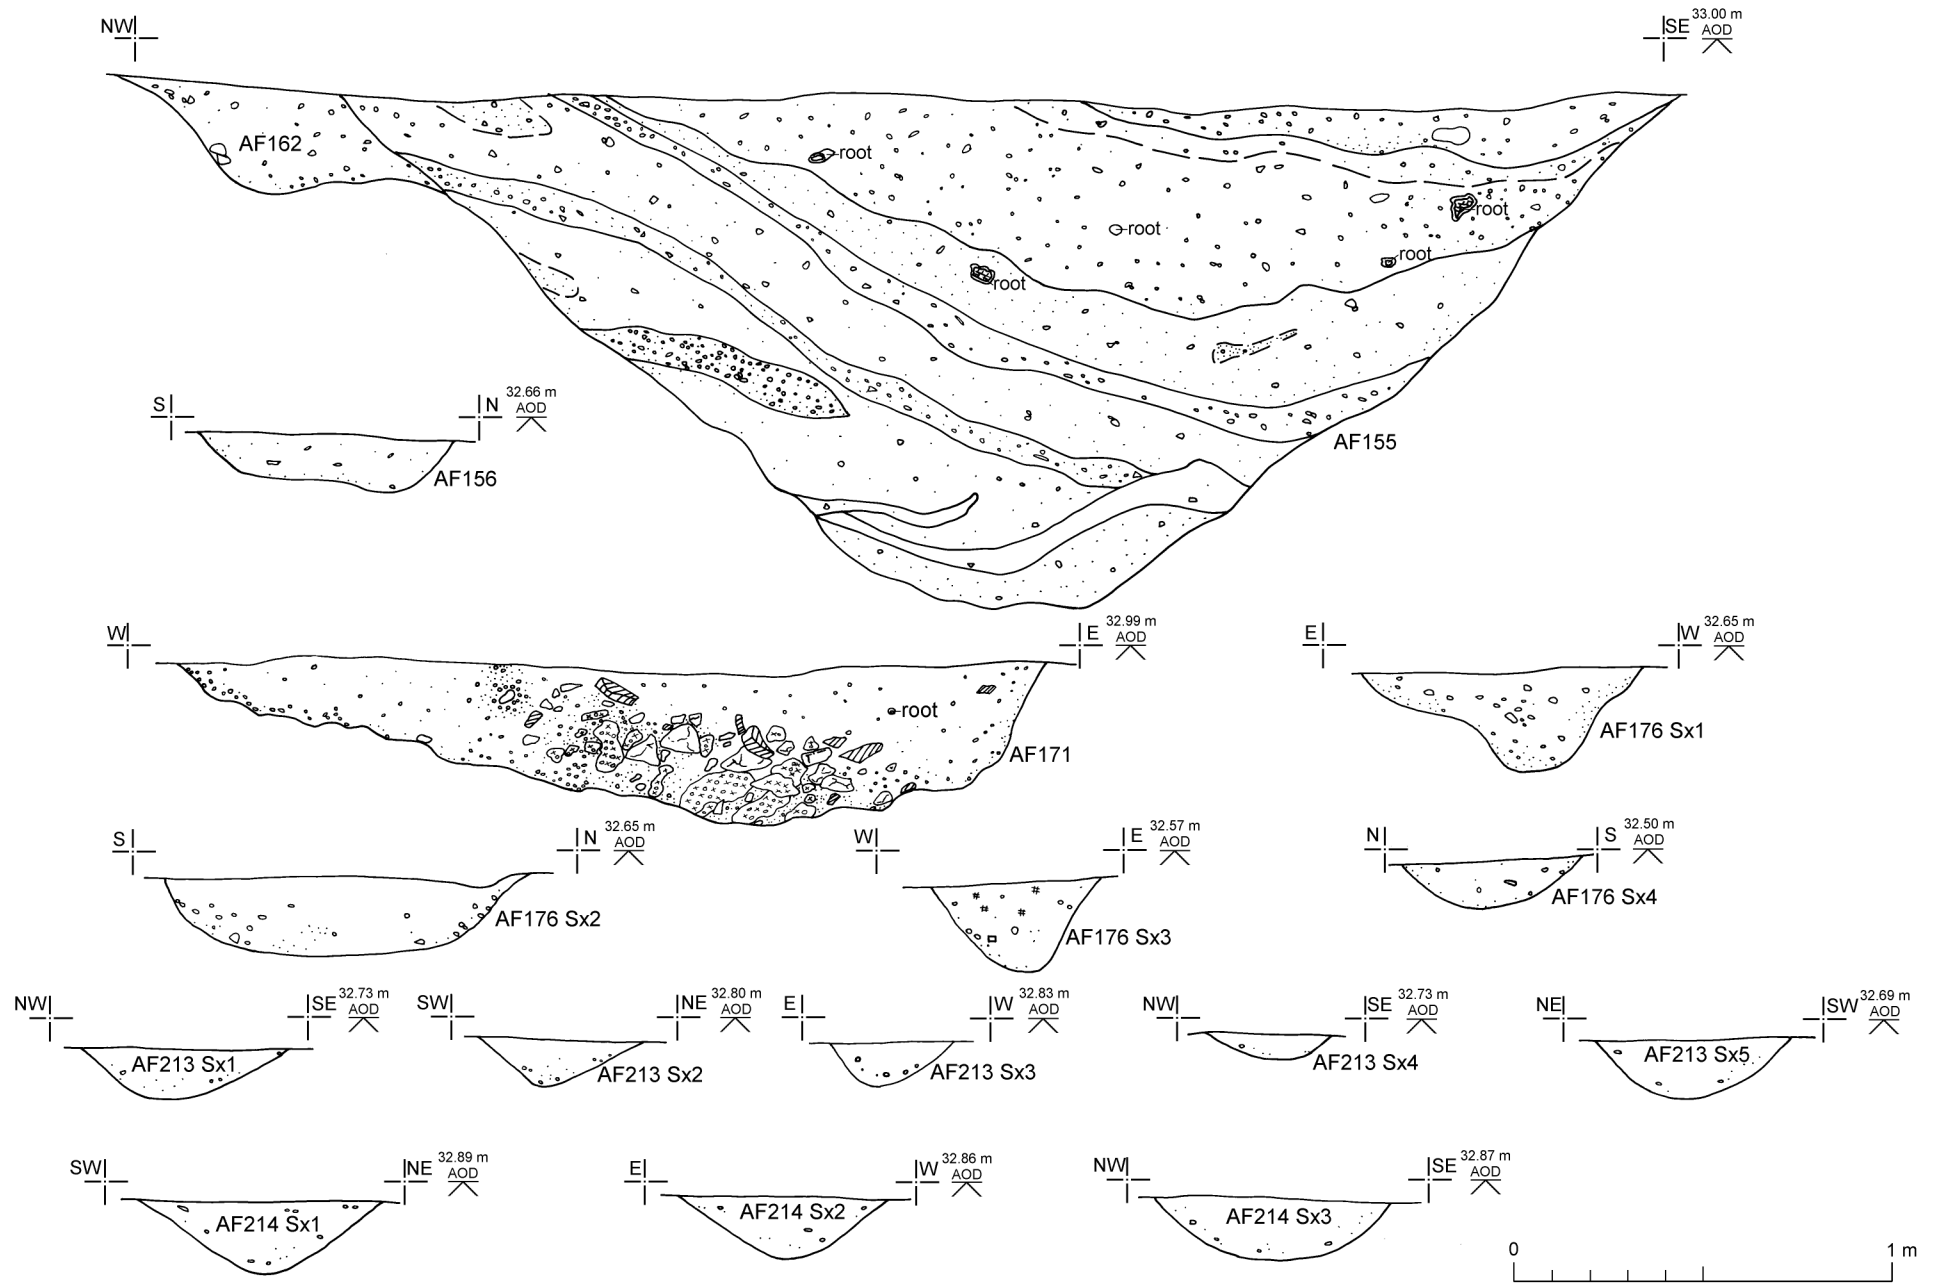 NW
SE
33.00 m
AOD
AF162
root
root
root
root
root
AF155
S
N
32.66 m
AOD
AF156
W
E
32.99 m
AOD
root
AF171
E
W
32.65 m
AOD
AF176 Sx1
S
N
32.65 m
AOD
AF176 Sx2
W
E
32.57 m
AOD
AF176 Sx3
N
S
32.50 m
AOD
AF176 Sx4
NW
SE
32.73 m
AOD
AF213 Sx1
SW
NE
32.80 m
AOD
AF213 Sx2
E
W
32.83 m
AOD
AF213 Sx3
NW
SE
32.73 m
AOD
AF213 Sx4
NE
SW
32.69 m
AOD
AF213 Sx5
SW
NE
32.89 m
AOD
AF214 Sx1
E
W
32.86 m
AOD
AF214 Sx2
NW
SE
32.87 m
AOD
AF214 Sx3
0
1 m